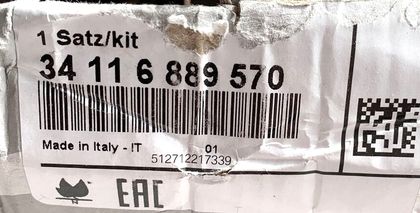 1 Satz/kit
34 11 6 889 570
Made in Italy - IT
01
512712217339
EAC